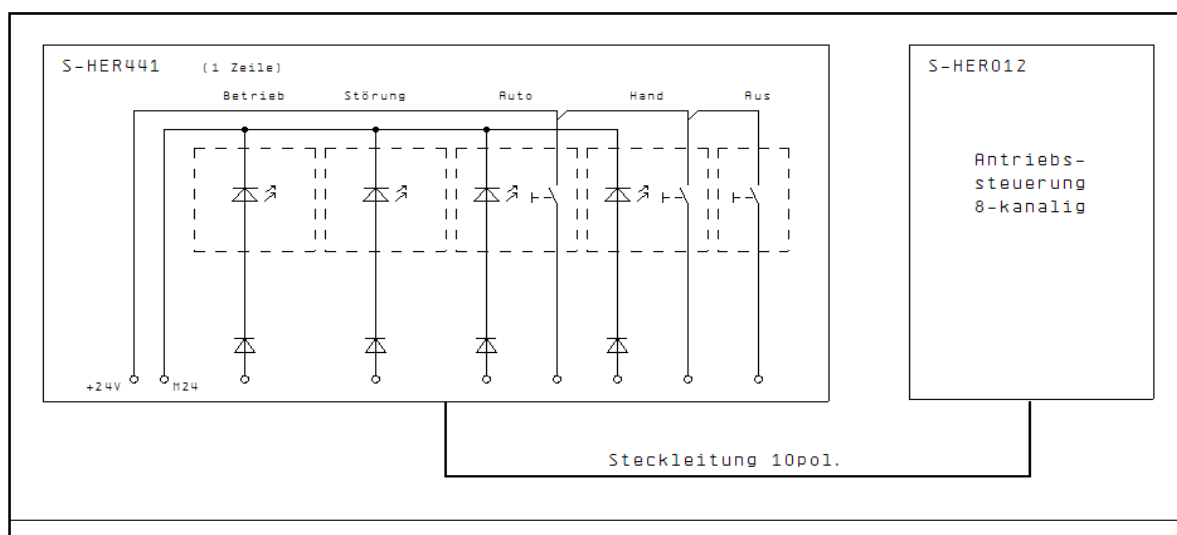 S-HER441 (1 Zeile)
Betrieb Störung Auto Hand Aus
+24V M24
S-HER012
Antriebs-
steuerung
8-kanalig
Steckleitung 10pol.